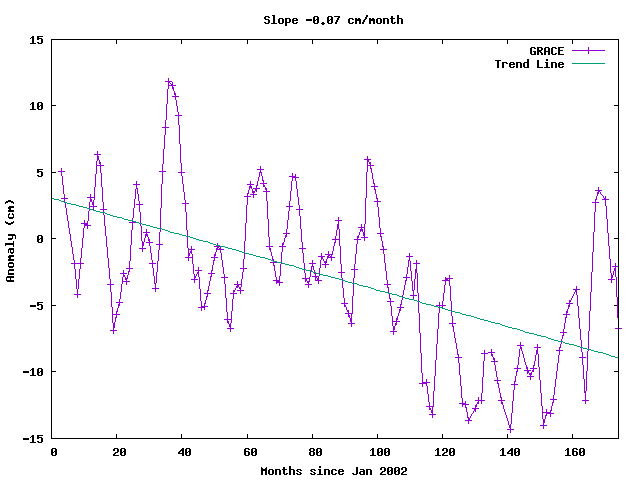 Slope -0.07 cm/month
15
GRACE
Trend Line
10
5
0
-5
-10
-15
Anomaly (cm)
0 20 40 60 80 100 120 140 160
Months since Jan 2002